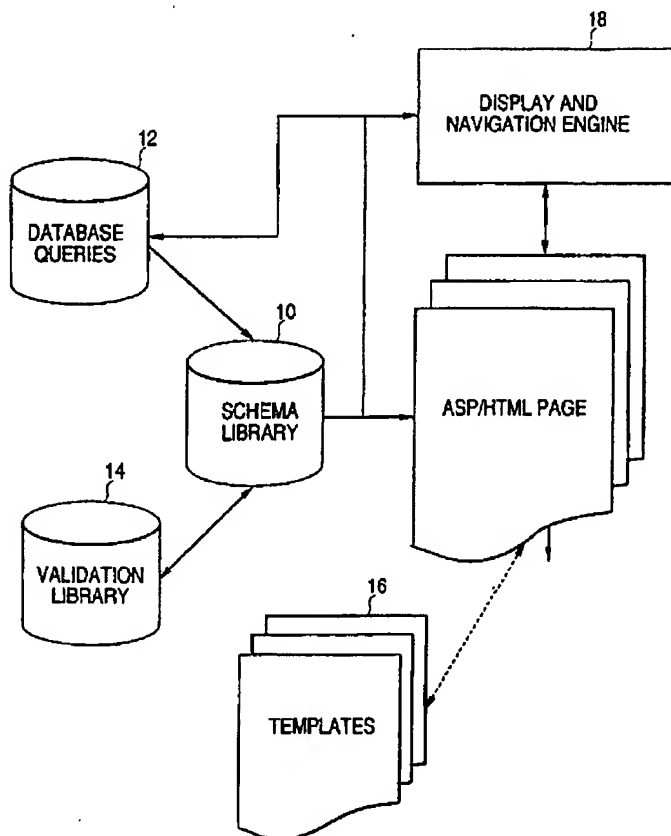 18
DISPLAY AND
NAVIGATION ENGINE
12
DATABASE
QUERIES
10
SCHEMA
LIBRARY
ASP/HTML PAGE
14
VALIDATION
LIBRARY
16
TEMPLATES